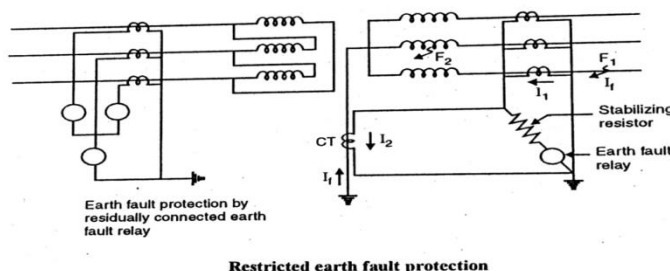 F2
F1
If
I1
Stabilizing
resistor
CT
I2
Earth fault
relay
If
Earth fault protection by
residually connected earth
fault relay
Restricted earth fault protection